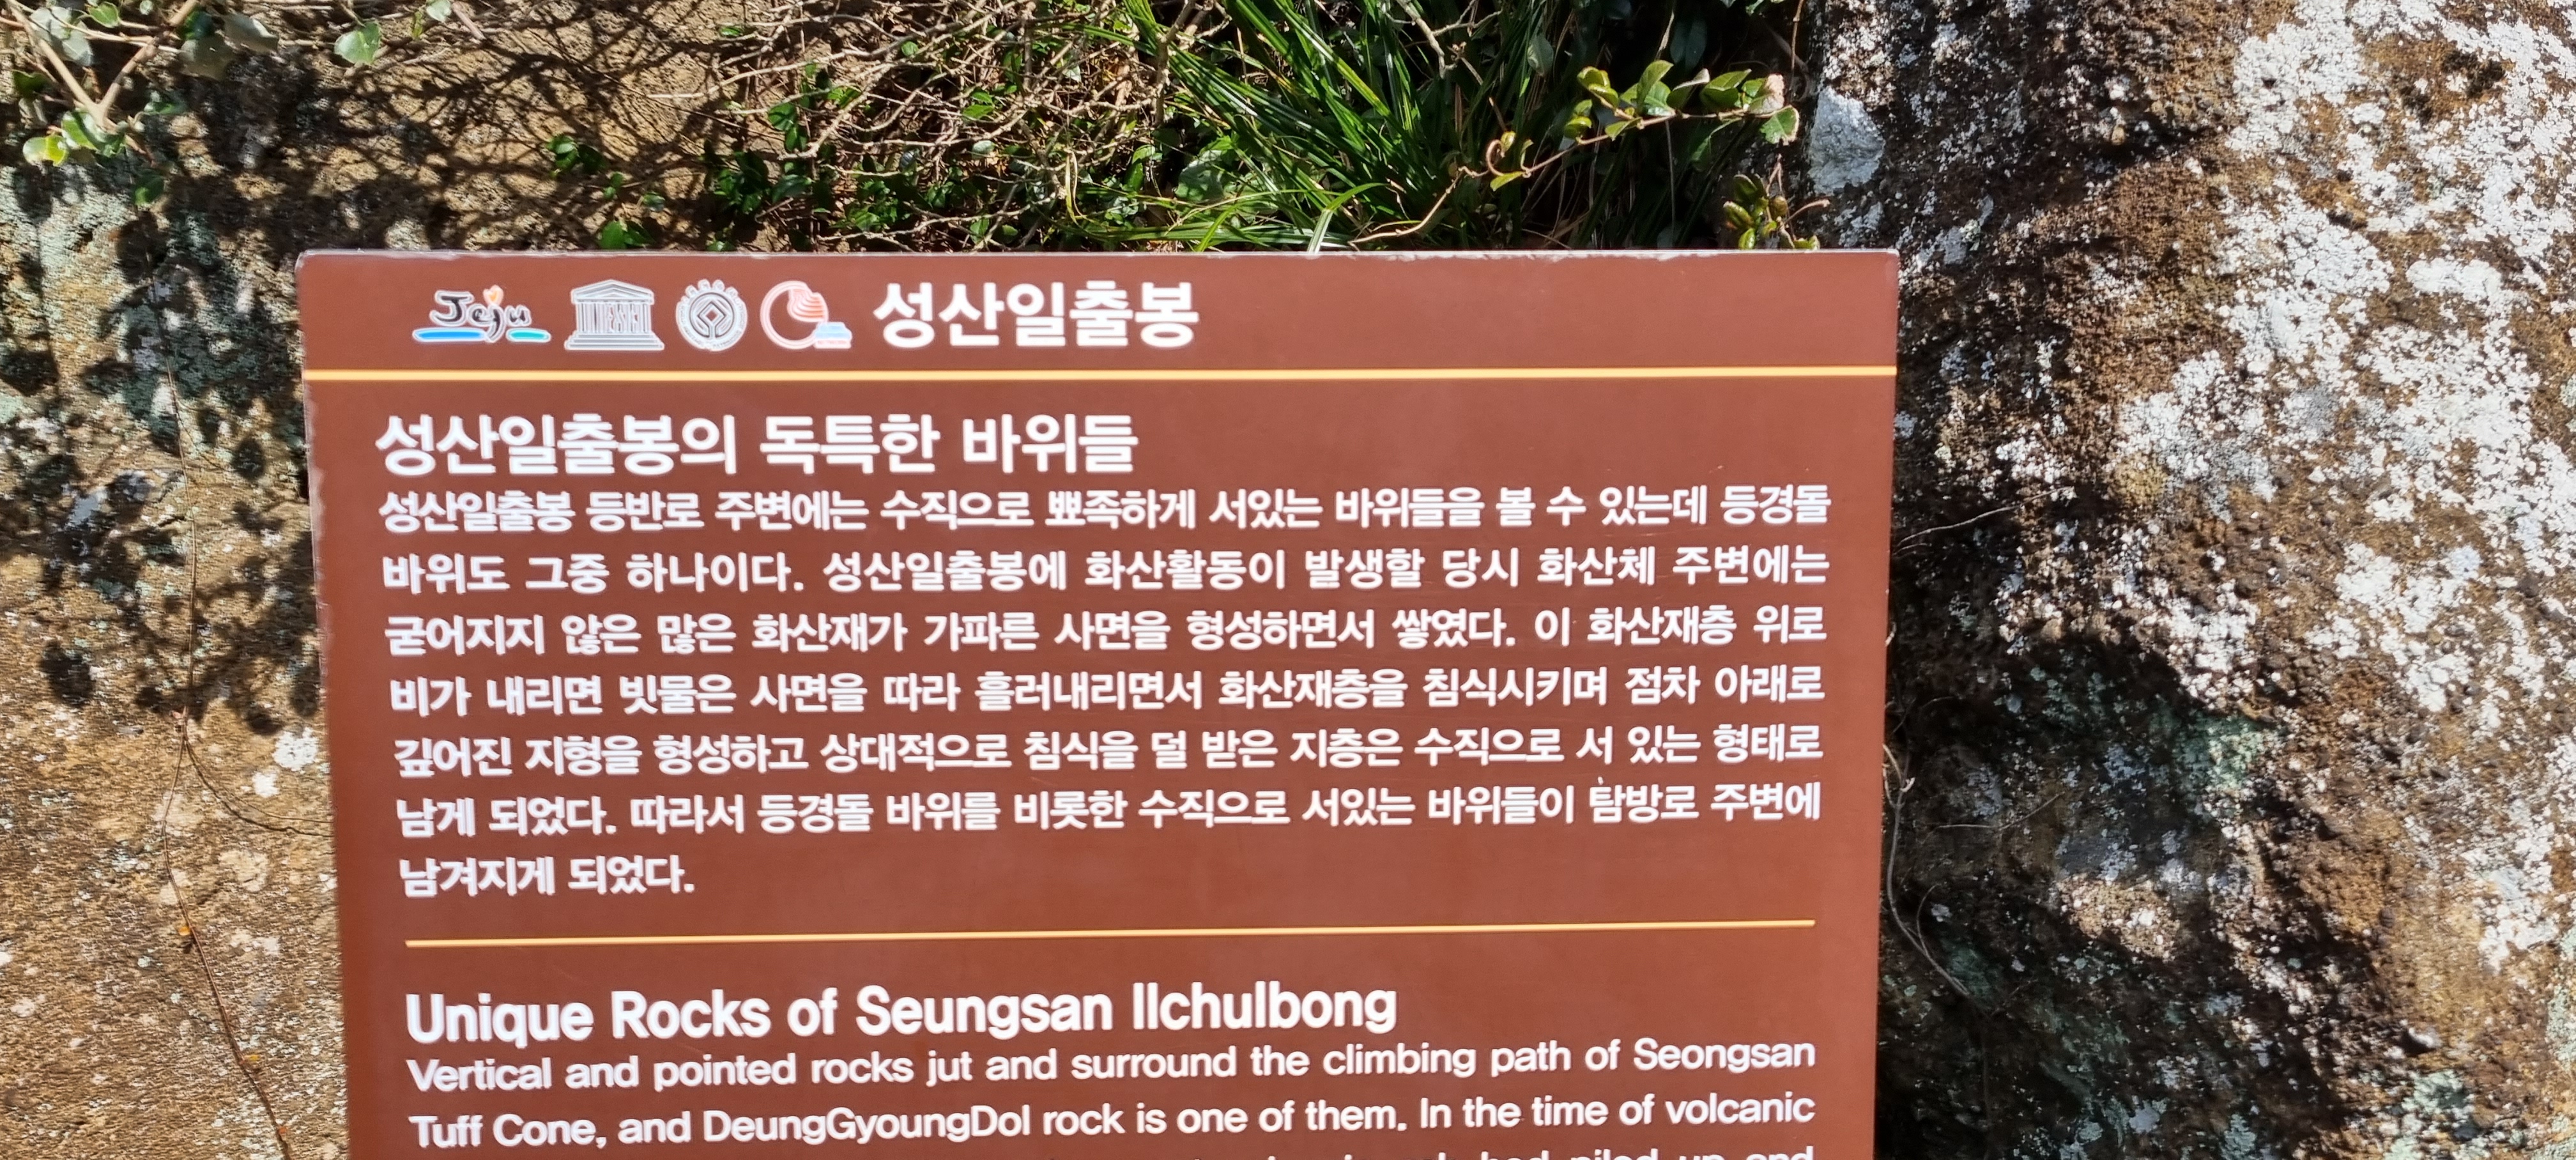 Jeju
성산일출봉
성산일출봉의 독특한 바위들
성산일출봉 등반로 주변에는 수직으로 뾰족하게 서있는 바위들을 볼 수 있는데 등경돌
바위도 그중 하나이다. 성산일출봉에 화산활동이 발생할 당시 화산체 주변에는
굳어지지 않은 많은 화산재가 가파른 사면을 형성하면서 쌓였다. 이 화산재층 위로
비가 내리면 빗물은 사면을 따라 흘러내리면서 화산재층을 침식시키며 점차 아래로
깊어진 지형을 형성하고 상대적으로 침식을 덜 받은 지층은 수직으로 서 있는 형태로
남게 되었다. 따라서 등경돌 바위를 비롯한 수직으로 서있는 바위들이 탐방로 주변에
남겨지게 되었다.
Unique Rocks of Seungsan Ilchulbong
Vertical and pointed rocks jut and surround the climbing path of Seongsan
Tuff Cone, and DeungGyoungDol rock is one of them. In the time of volcanic
had piled up and